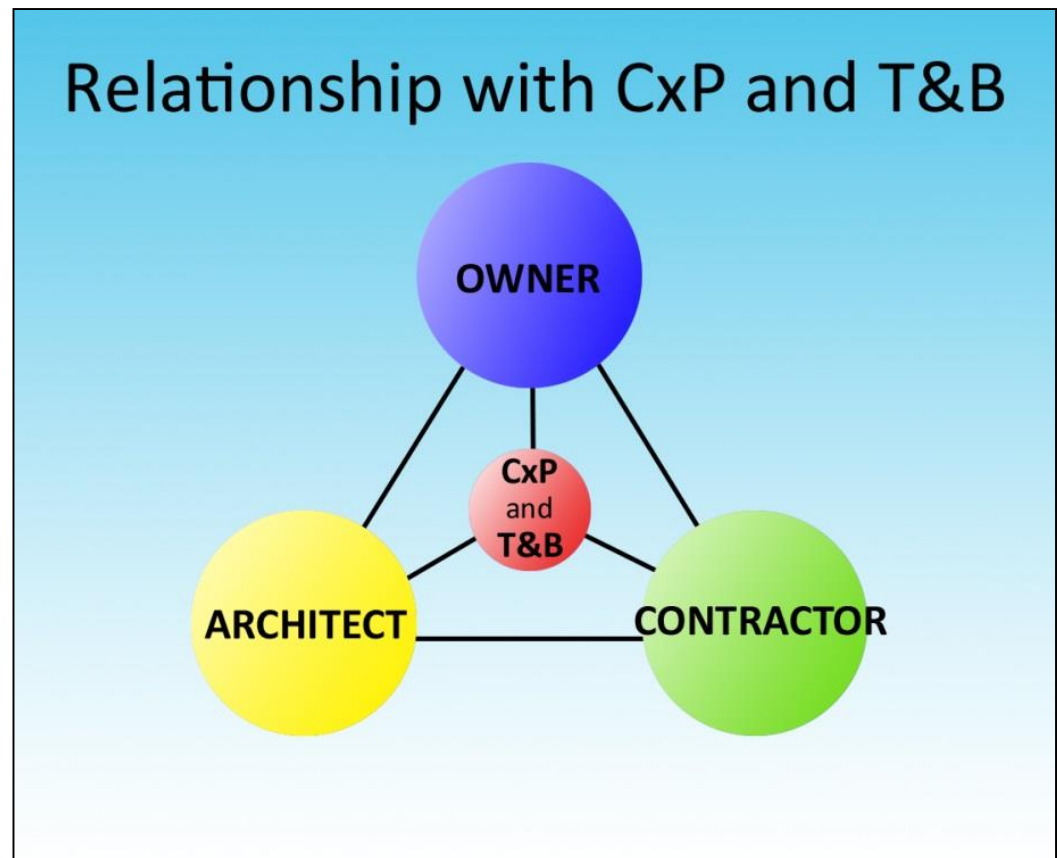 Relationship with CxP and T&B
OWNER
CxP
and
T&B
ARCHITECT
CONTRACTOR